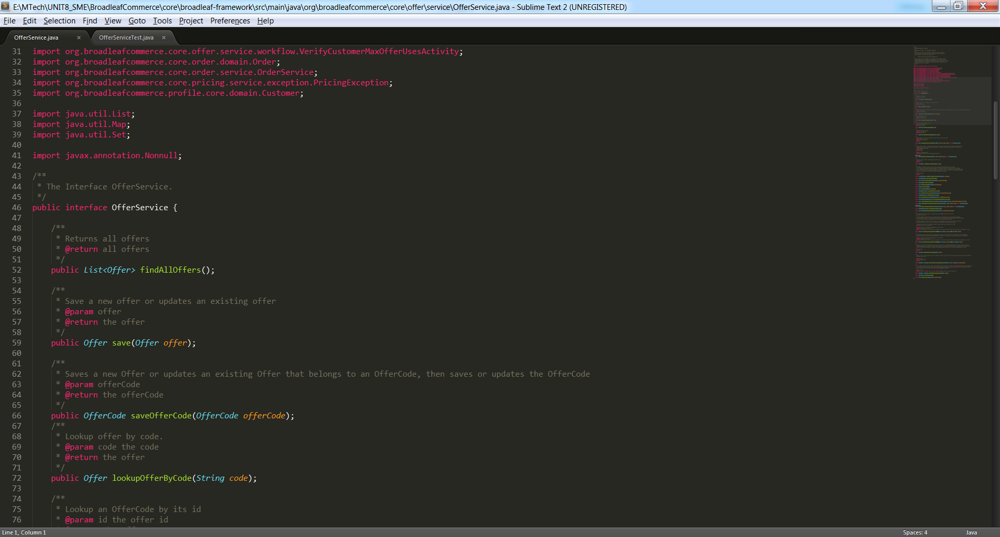 E:\MTech\UNIT8_SME\BroadleafCommerce\core\broadleaf-framework\src\main\java\org\broadleafcommerce\core\offer\service\OfferService.java - Sublime Text 2 (UNREGISTERED)
File Edit Selection Find View Goto Tools Project Preferences Help
OfferService.java × OfferServiceTest.java ×
31 import org.broadleafcommerce.core.offer.service.workflow.VerifyCustomerMaxOfferUsesActivity;
32 import org.broadleafcommerce.core.order.domain.Order;
33 import org.broadleafcommerce.core.order.service.OrderService;
34 import org.broadleafcommerce.core.pricing.service.exception.PricingException;
35 import org.broadleafcommerce.profile.core.domain.Customer;
36
37 import java.util.List;
38 import java.util.Map;
39 import java.util.Set;
40
41 import javax.annotation.Nonnull;
42
43 /**
44  * The Interface OfferService.
45  */
46 public interface OfferService {
47
48     /**
49      * Returns all offers
50      * @return all offers
51      */
52     public List<Offer> findAllOffers();
53
54     /**
55      * Save a new offer or updates an existing offer
56      * @param offer
57      * @return the offer
58      */
59     public Offer save(Offer offer);
60
61     /**
62      * Saves a new Offer or updates an existing Offer that belongs to an OfferCode, then saves or updates the OfferCode
63      * @param offerCode
64      * @return the offerCode
65      */
66     public OfferCode saveOfferCode(OfferCode offerCode);
67     /**
68      * Lookup offer by code.
69      * @param code the code
70      * @return the offer
71      */
72     public Offer lookupOfferByCode(String code);
73
74     /**
75      * Lookup an OfferCode by its id
76      * @param id the offer id
Line 1, Column 1 Spaces: 4 Java